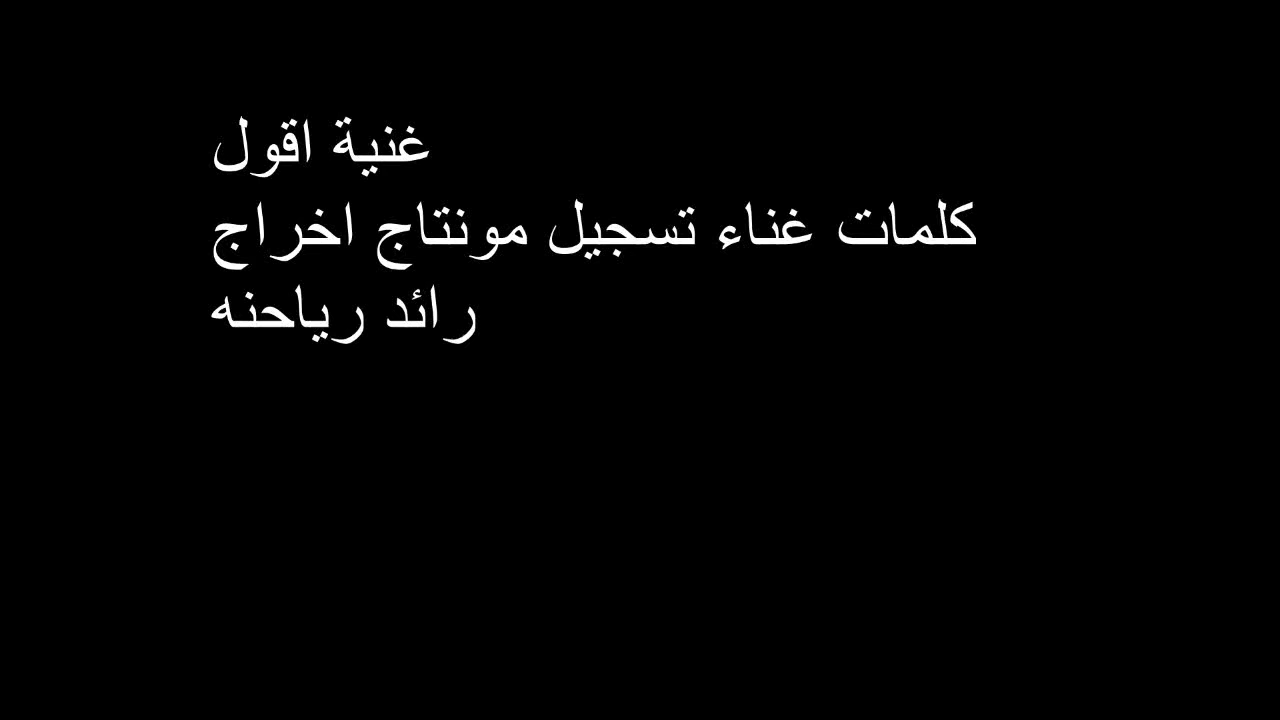 غنية اقول
كلمات غناء تسجيل مونتاج اخراج
رائد رياحنه